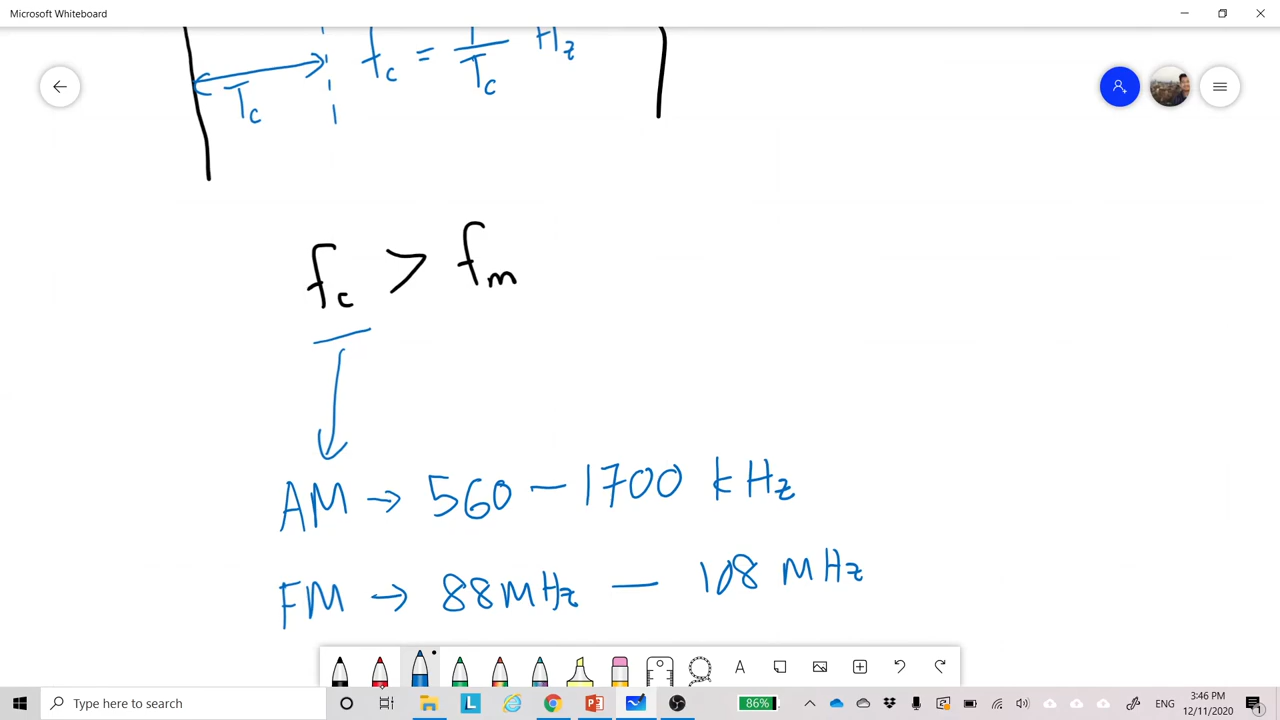 Microsoft Whiteboard
fc = 1/Tc Hz
Tc
fc > fm
AM → 560 – 1700 kHz
FM → 88MHz – 108 MHz
A
Type here to search
L
86%
ENG
3:46 PM
12/11/2020
1